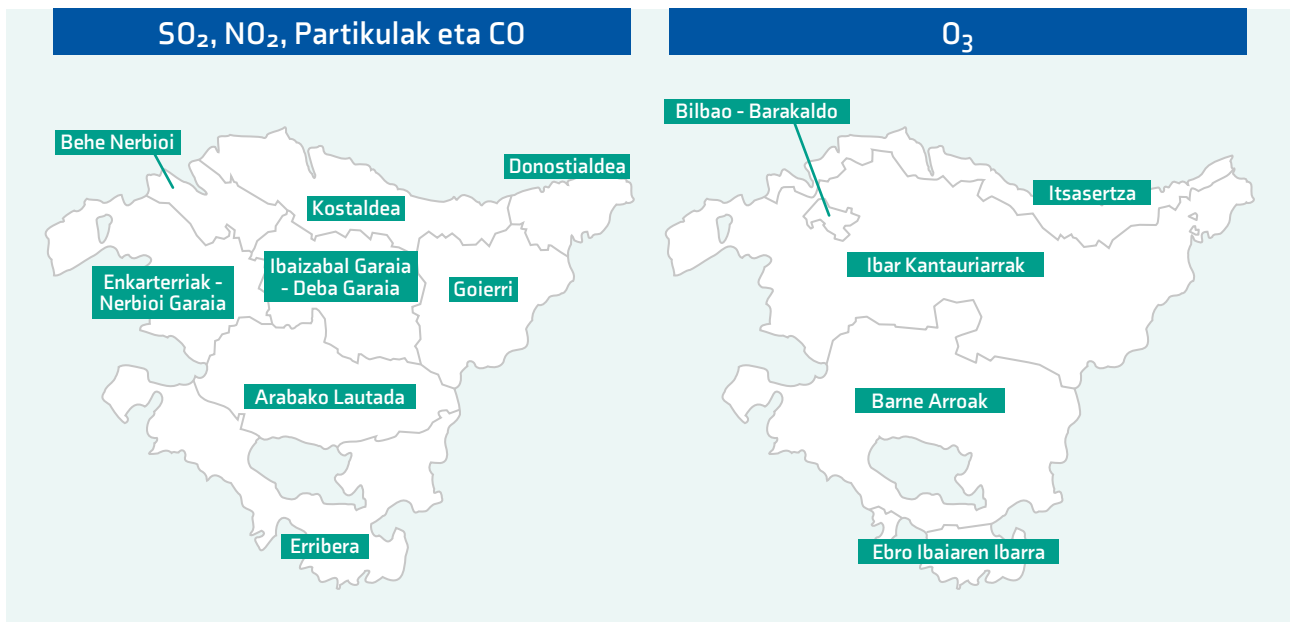 SO₂, NO₂, Partikulak eta CO
Behe Nerbioi
Donostialdea
Kostaldea
Enkarterriak -
Nerbioi Garaia
Ibaizabal Garaia
- Deba Garaia
Goierri
Arabako Lautada
Erribera
O₃
Bilbao - Barakaldo
Itsasertza
Ibar Kantauriarrak
Barne Arroak
Ebro Ibaiaren Ibarra